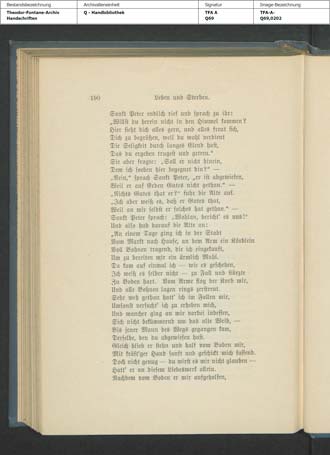 Bestandsbezeichnung
Theodor-Fontane-Archiv
Handschriften
Archivalieneinheit
Q - Handbibliothek
Signatur
TFA A
Q69
Image-Bezeichnung
TFA-A-
Q69,0202
190 Leben und Sterben.
Sankt Peter endlich rief und sprach zu ihr:
„Willst du herein nicht in den Himmel kommen?
Hier sieht dich alles gern, und alles freut sich,
Dich zu begrüßen, weil du wohl verdient
Die Seligkeit durch langes Elend hast,
Das du ergeben trugest und getreu.“
Sie aber fragte: „Soll er nicht hinein,
Dem ich soeben hier begegnet bin?“ —
„Nein,“ sprach Sankt Peter, „er ist abgewiesen,
Weil er auf Erden Gutes nicht gethan.“ —
„Nichts Gutes that er?“ fuhr die Alte auf.
„Ich aber weiß es, daß er Gutes that,
Weil an mir selbst er solches hat gethan.“ —
Sankt Peter sprach: „Wohlan, bericht' es uns!“
Und also hub darauf die Alte an:
„An einem Tage ging ich in der Stadt
Vom Markt nach Hause, an dem Arm ein Körblein
Voll Bohnen tragend, die ich eingekauft,
Um zu bereiten mir ein ärmlich Mahl.
Da kam auf einmal ich — wie es geschehen,
Ich weiß es selber nicht — zu Fall und stürzte
Zu Boden hart. Vom Arme flog der Korb mir,
Und alle Bohnen lagen rings zerstreut.
Sehr weh gethan hatt' ich im Fallen mir,
Umsonst versucht' ich zu erheben mich,
Und mancher ging an mir vorbei indessen,
Sich nicht bekümmernd um das alte Weib, —
Bis jener Mann des Wegs gegangen kam,
Derselbe, den du abgewiesen hast.
Gleich blieb er stehn und half vom Boden mir,
Mit kräft'ger Hand sanft und geschickt mich fassend.
Doch nicht genug — du wirst es mir nicht glauben —
Hatt' er an diesem Liebeswerk allein.
Nachdem vom Boden er mir aufgeholfen,